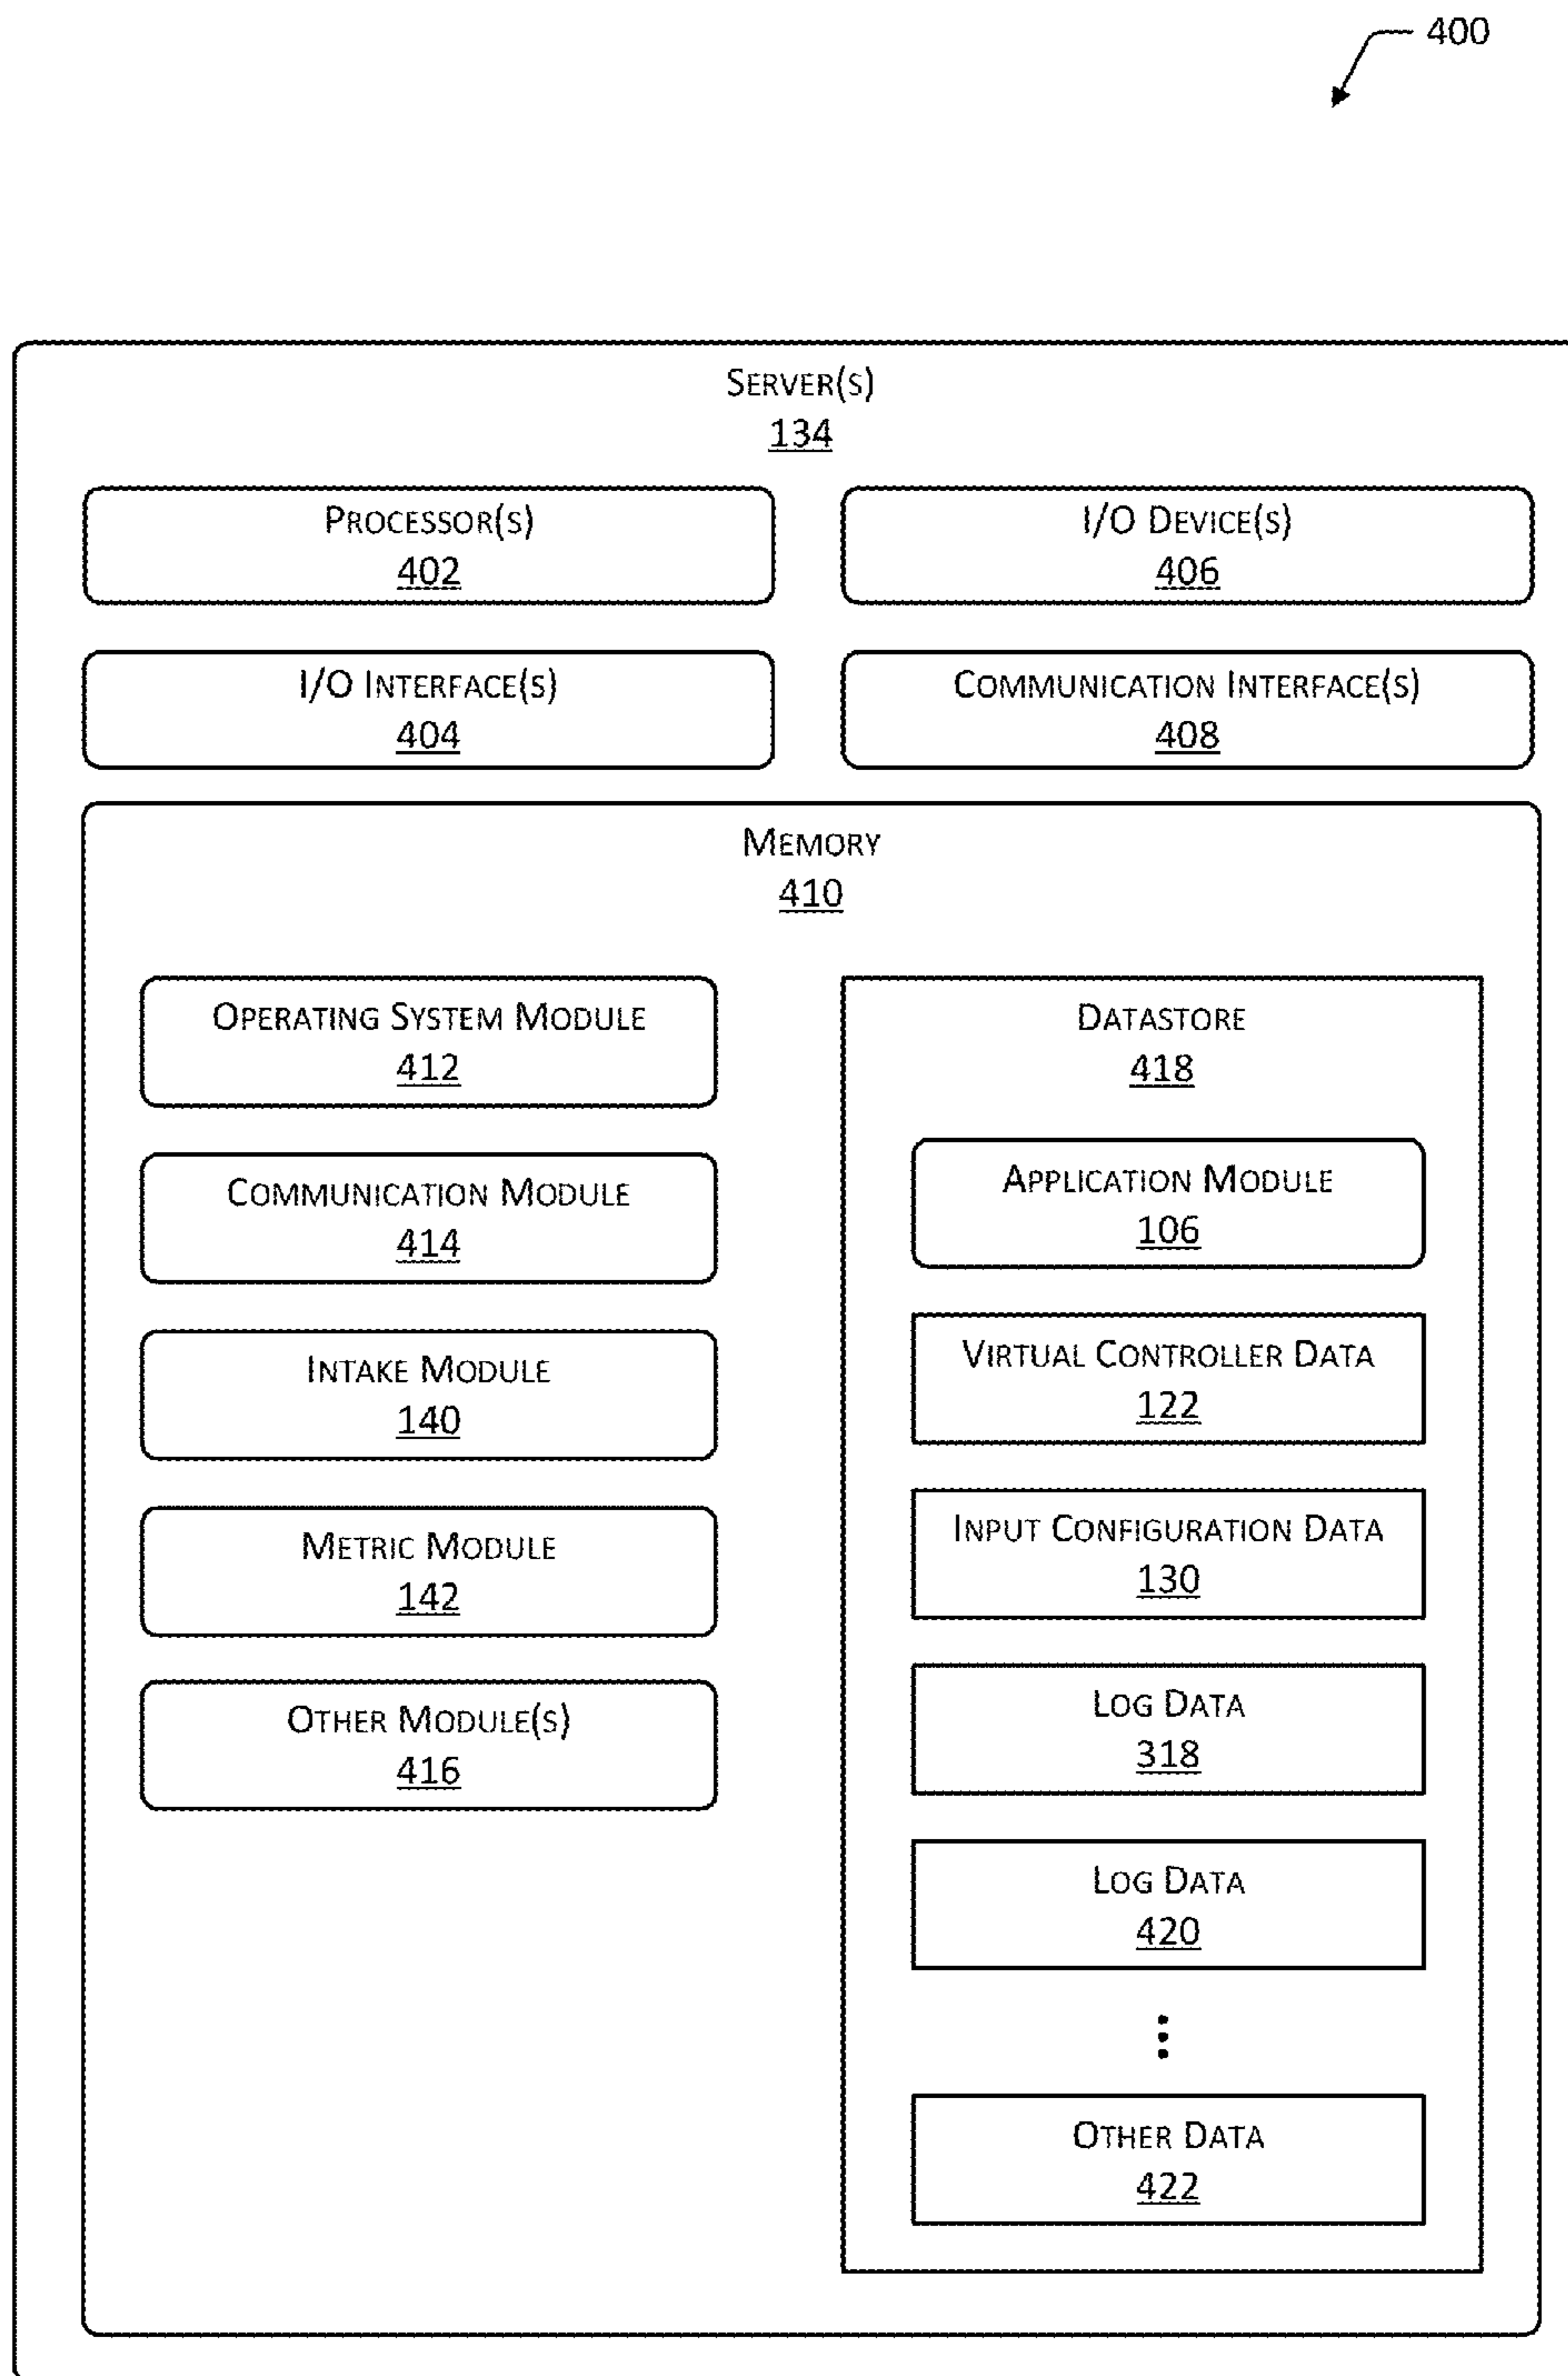 400
SERVER(S)
134
PROCESSOR(S)
402
I/O DEVICE(S)
406
I/O INTERFACE(S)
404
COMMUNICATION INTERFACE(S)
408
MEMORY
410
OPERATING SYSTEM MODULE
412
COMMUNICATION MODULE
414
INTAKE MODULE
140
METRIC MODULE
142
OTHER MODULE(S)
416
DATASTORE
418
APPLICATION MODULE
106
VIRTUAL CONTROLLER DATA
122
INPUT CONFIGURATION DATA
130
LOG DATA
318
LOG DATA
420
OTHER DATA
422